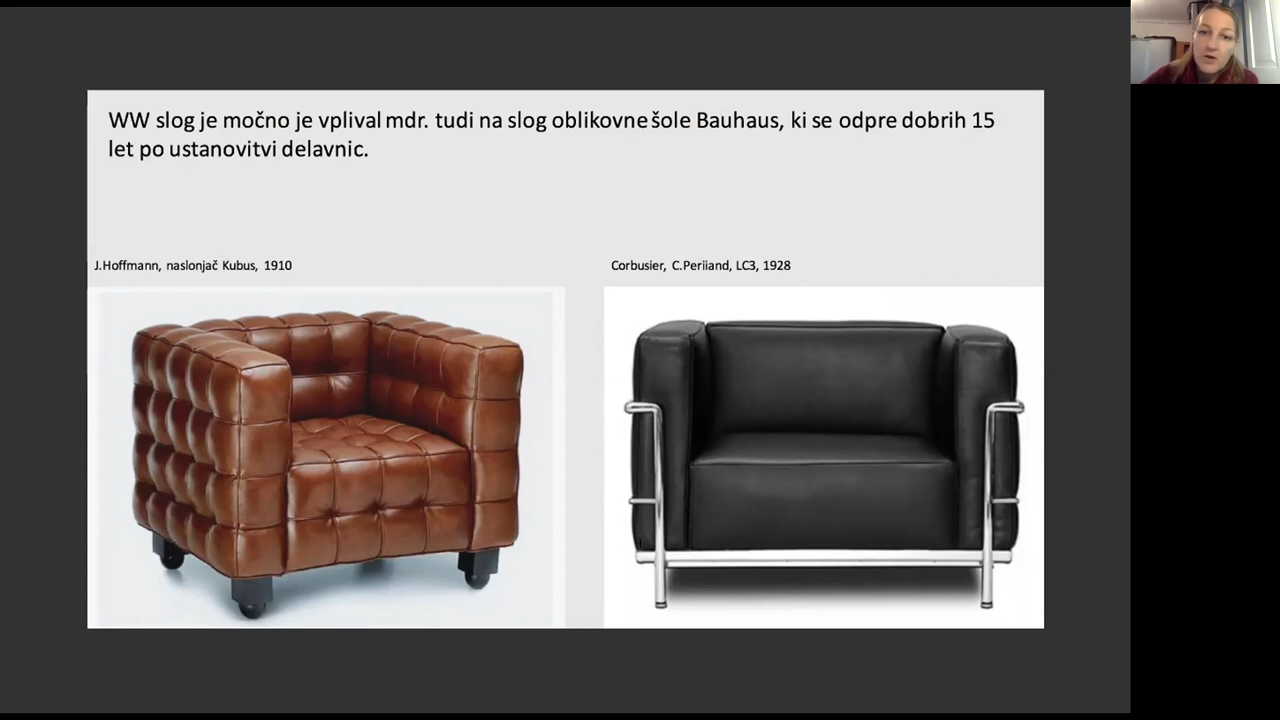 WW slog je močno je vplival mdr. tudi na slog oblikovne šole Bauhaus, ki se odpre dobrih 15
let po ustanovitvi delavnic.
J.Hoffmann, naslonjač Kubus, 1910
Corbusier, C.Periiand, LC3, 1928